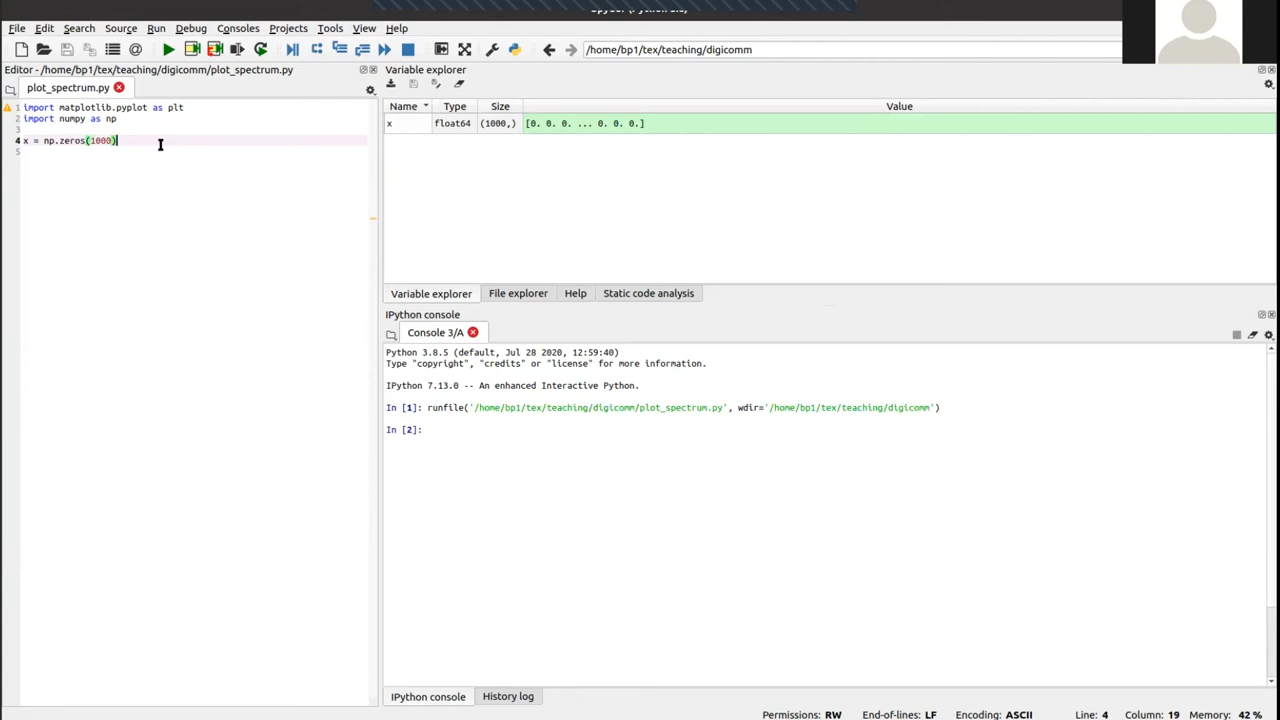 File Edit Search Source Run Debug Consoles Projects Tools View Help
/home/bp1/tex/teaching/digicomm
Editor - /home/bp1/tex/teaching/digicomm/plot_spectrum.py
plot_spectrum.py
1 import matplotlib.pyplot as plt
2 import numpy as np
3
4 x = np.zeros(1000)
5
Variable explorer
Name Type Size Value
x float64 (1000,) [0. 0. 0. ... 0. 0. 0.]
Variable explorer File explorer Help Static code analysis
IPython console
Console 3/A
Python 3.8.5 (default, Jul 28 2020, 12:59:40)
Type "copyright", "credits" or "license" for more information.
IPython 7.13.0 -- An enhanced Interactive Python.
In [1]: runfile('/home/bp1/tex/teaching/digicomm/plot_spectrum.py', wdir='/home/bp1/tex/teaching/digicomm')
In [2]:
IPython console History log
Permissions: RW End-of-lines: LF Encoding: ASCII Line: 4 Column: 19 Memory: 42 %